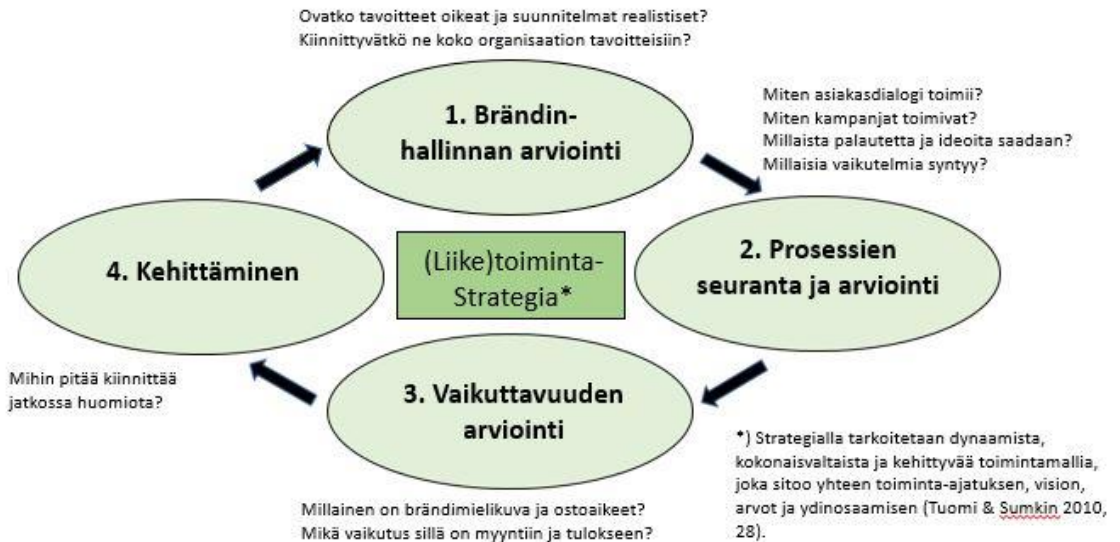 Ovatko tavoitteet oikeat ja suunnitelmat realistiset?
Kiinnittyvätkö ne koko organisaation tavoitteisiin?
1. Brändin-
hallinnan arviointi
Miten asiakasdialogi toimii?
Miten kampanjat toimivat?
Millaista palautetta ja ideoita saadaan?
Millaisia vaikutelmia syntyy?
2. Prosessien
seuranta ja arviointi
(Liike)toiminta-
Strategia*
4. Kehittäminen
Mihin pitää kiinnittää
jatkossa huomiota?
3. Vaikuttavuuden
arviointi
Millainen on brändimielikuva ja ostoaikeet?
Mikä vaikutus sillä on myyntiin ja tulokseen?
*) Strategialla tarkoitetaan dynaamista,
kokonaisvaltaista ja kehittyvää toimintamallia,
joka sitoo yhteen toiminta-ajatuksen, vision,
arvot ja ydinosaamisen (Tuomi & Sumkin 2010,
28).